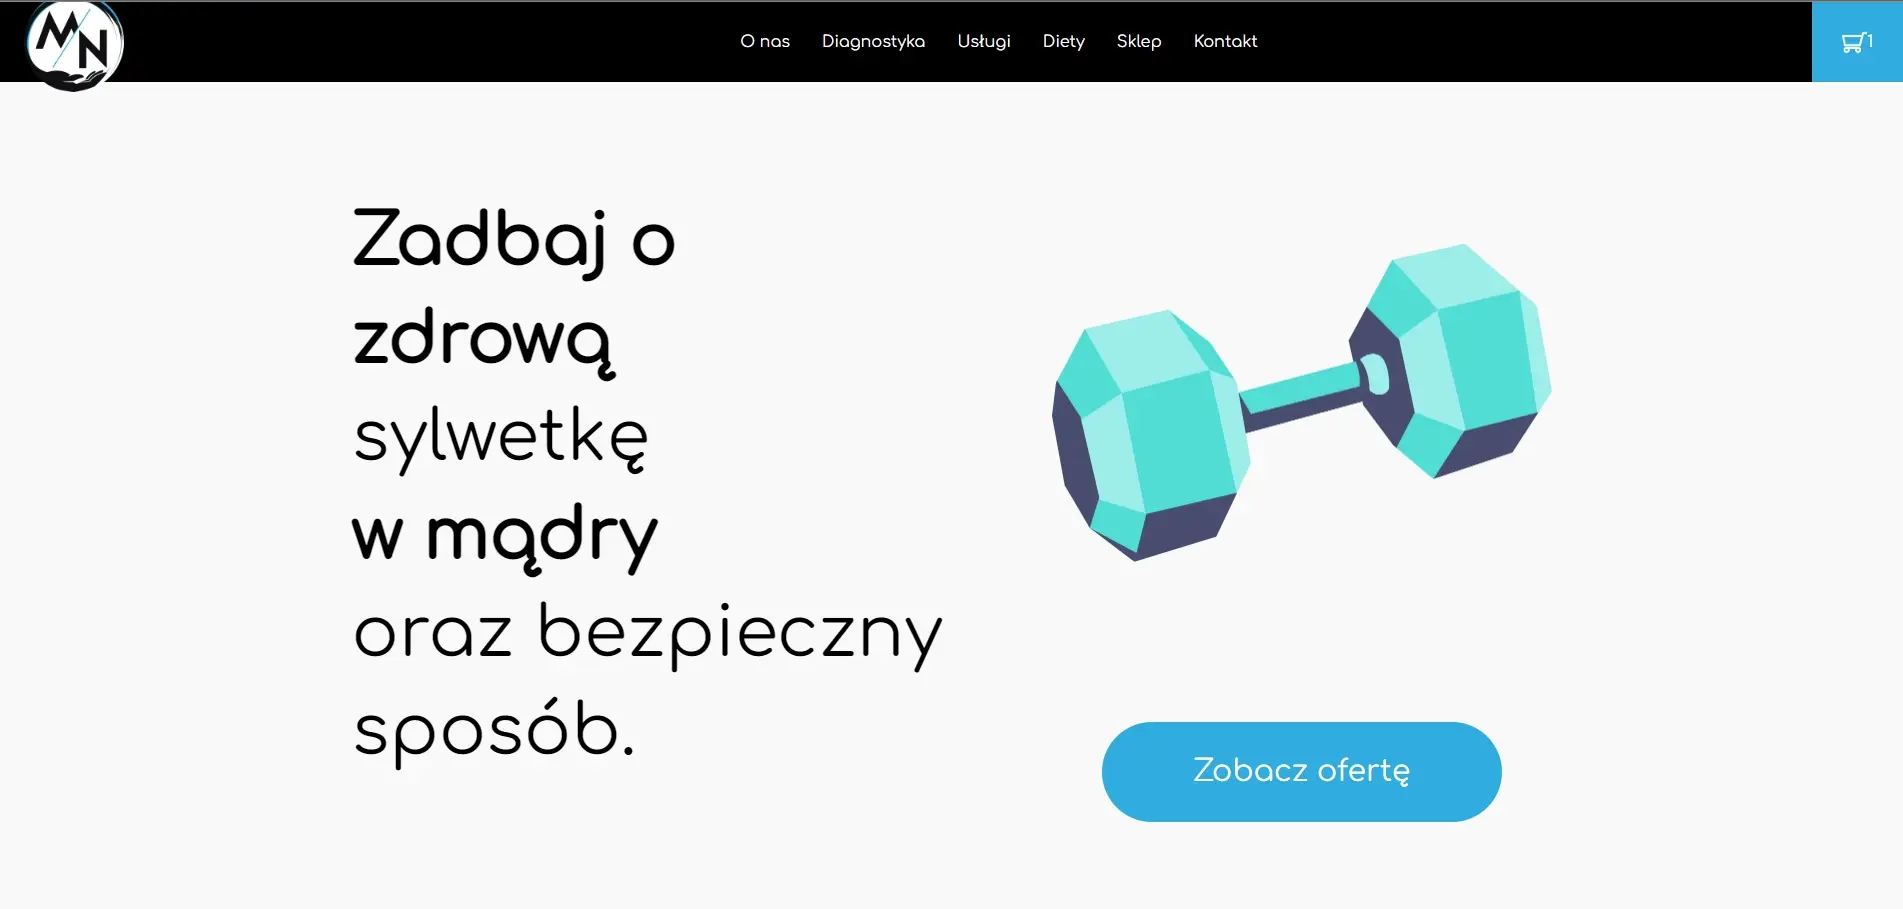 MN
O nas
Diagnostyka
Usługi
Diety
Sklep
Kontakt
1
Zadbaj o
zdrową
sylwetkę
w mądry
oraz bezpieczny
sposób.
Zobacz ofertę